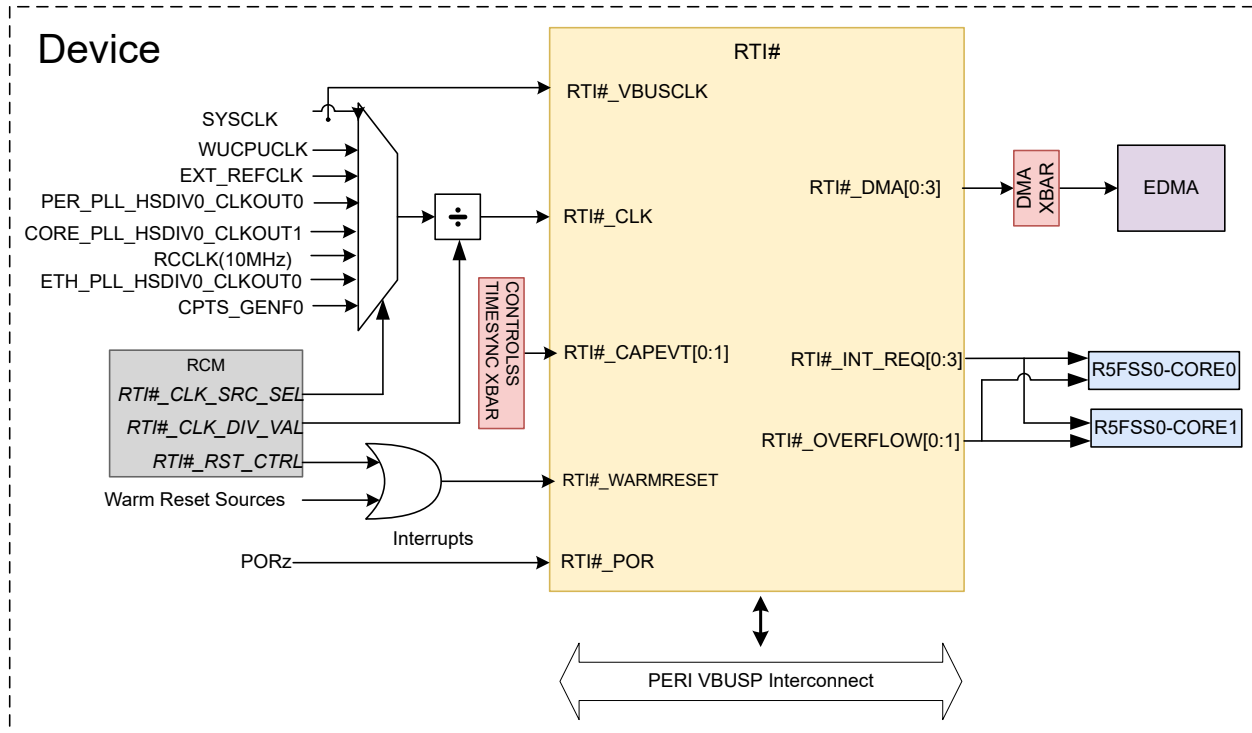 Device
RTI#
SYSCLK
WUCPUCLK
EXT_REFCLK
PER_PLL_HSDIV0_CLKOUT0
CORE_PLL_HSDIV0_CLKOUT1
RCCLK(10MHz)
ETH_PLL_HSDIV0_CLKOUT0
CPTS_GENF0
÷
RCM
RTI#_CLK_SRC_SEL
RTI#_CLK_DIV_VAL
RTI#_RST_CTRL
Warm Reset Sources
Interrupts
PORz
CONTROLSS
TIMESYNC XBAR
RTI#_VBUSCLK
RTI#_CLK
RTI#_CAPEVT[0:1]
RTI#_WARMRESET
RTI#_POR
RTI#_DMA[0:3]
RTI#_INT_REQ[0:3]
RTI#_OVERFLOW[0:1]
DMA
XBAR
EDMA
R5FSS0-CORE0
R5FSS0-CORE1
PERI VBUSP Interconnect